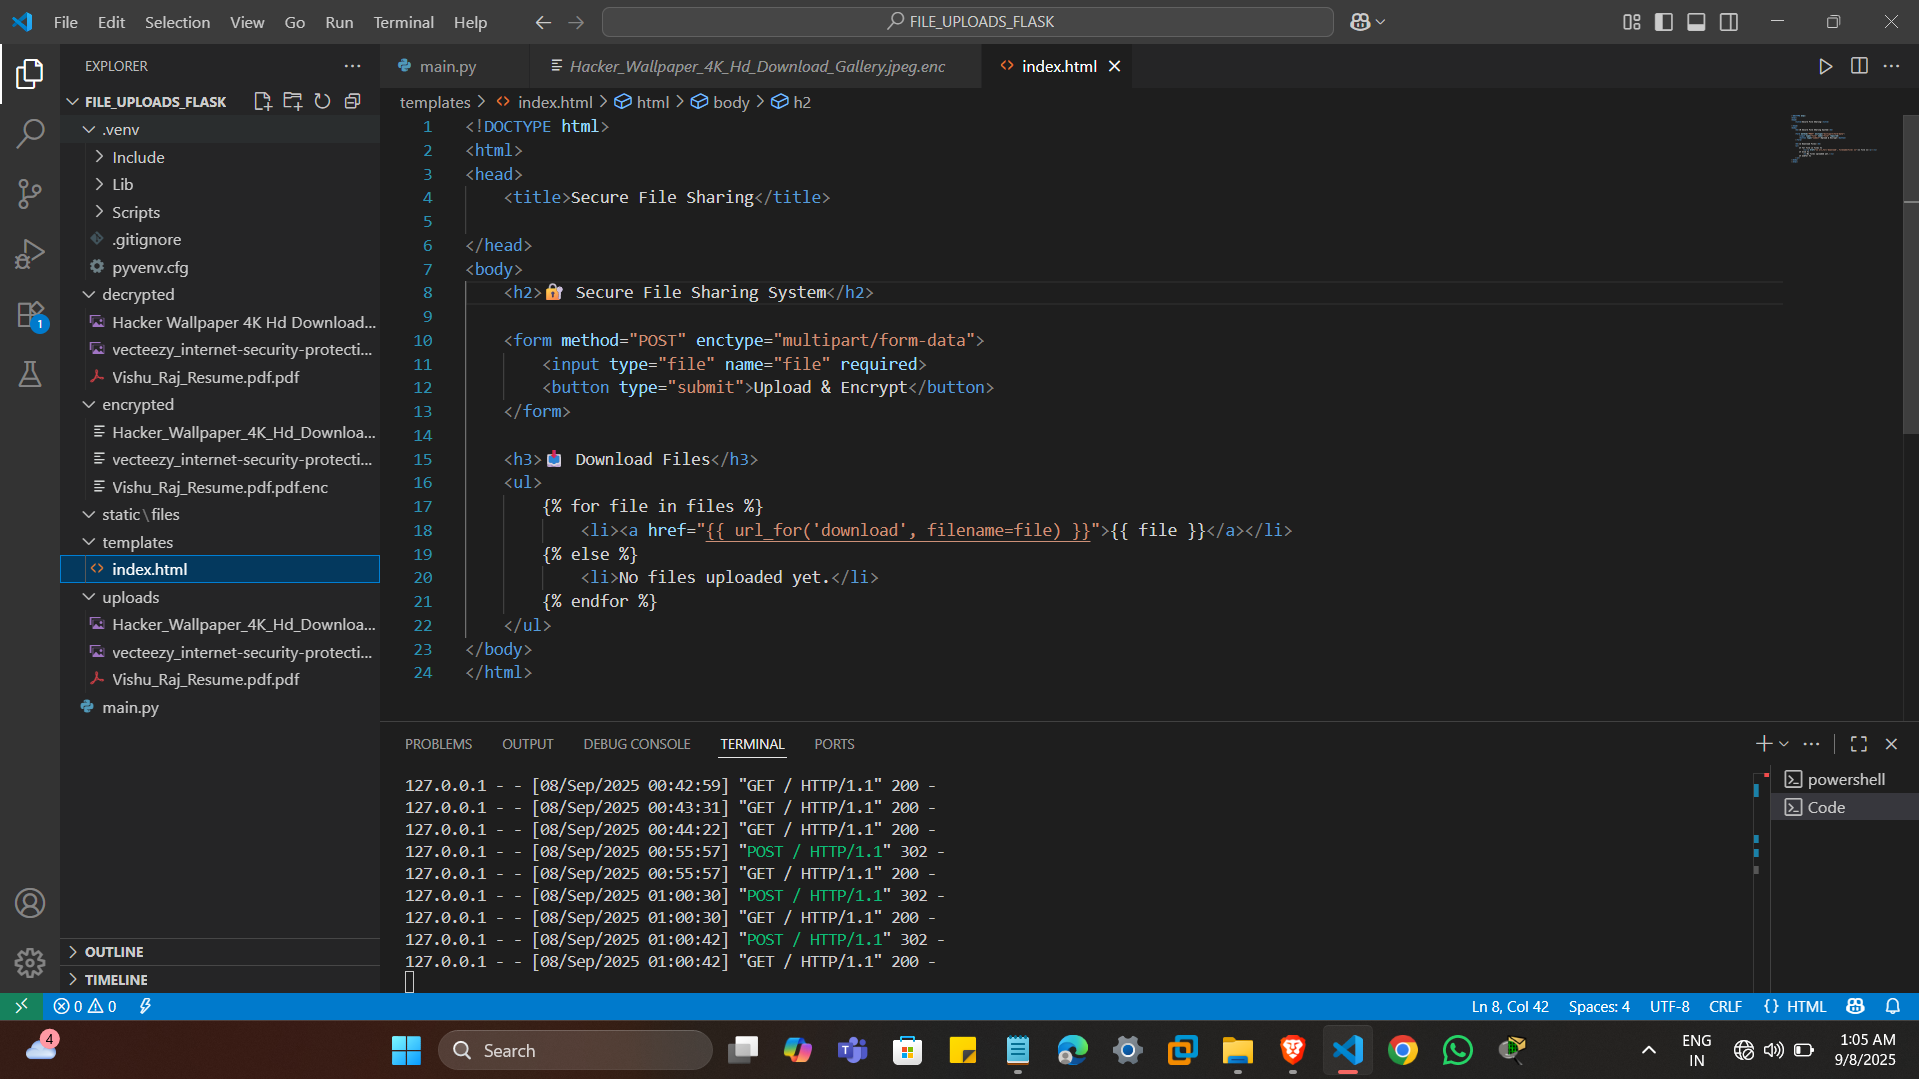 File Edit Selection View Go Run Terminal Help
FILE_UPLOADS_FLASK
EXPLORER
FILE_UPLOADS_FLASK
.venv
Include
Lib
Scripts
.gitignore
pyvenv.cfg
decrypted
Hacker Wallpaper 4K Hd Download...
vecteezy_internet-security-protecti...
Vishu_Raj_Resume.pdf.pdf
encrypted
Hacker_Wallpaper_4K_Hd_Downloa...
vecteezy_internet-security-protecti...
Vishu_Raj_Resume.pdf.pdf.enc
static\files
templates
index.html
uploads
Hacker_Wallpaper_4K_Hd_Downloa...
vecteezy_internet-security-protecti...
Vishu_Raj_Resume.pdf.pdf
main.py
OUTLINE
TIMELINE
1
main.py Hacker_Wallpaper_4K_Hd_Download_Gallery.jpeg.enc index.html
templates > index.html > html > body > h2
1 <!DOCTYPE html>
2 <html>
3 <head>
4 <title>Secure File Sharing</title>
5
6 </head>
7 <body>
8 <h2>🔐 Secure File Sharing System</h2>
9
10 <form method="POST" enctype="multipart/form-data">
11 <input type="file" name="file" required>
12 <button type="submit">Upload & Encrypt</button>
13 </form>
14
15 <h3>📥 Download Files</h3>
16 <ul>
17 {% for file in files %}
18 <li><a href="{{ url_for('download', filename=file) }}">{{ file }}</a></li>
19 {% else %}
20 <li>No files uploaded yet.</li>
21 {% endfor %}
22 </ul>
23 </body>
24 </html>
PROBLEMS OUTPUT DEBUG CONSOLE TERMINAL PORTS
127.0.0.1 - - [08/Sep/2025 00:42:59] "GET / HTTP/1.1" 200 -
127.0.0.1 - - [08/Sep/2025 00:43:31] "GET / HTTP/1.1" 200 -
127.0.0.1 - - [08/Sep/2025 00:44:22] "GET / HTTP/1.1" 200 -
127.0.0.1 - - [08/Sep/2025 00:55:57] "POST / HTTP/1.1" 302 -
127.0.0.1 - - [08/Sep/2025 00:55:57] "GET / HTTP/1.1" 200 -
127.0.0.1 - - [08/Sep/2025 01:00:30] "POST / HTTP/1.1" 302 -
127.0.0.1 - - [08/Sep/2025 01:00:30] "GET / HTTP/1.1" 200 -
127.0.0.1 - - [08/Sep/2025 01:00:42] "POST / HTTP/1.1" 302 -
127.0.0.1 - - [08/Sep/2025 01:00:42] "GET / HTTP/1.1" 200 -
powershell
Code
0 0
Ln 8, Col 42 Spaces: 4 UTF-8 CRLF {} HTML
4
Search
ENG
IN
1:05 AM
9/8/2025